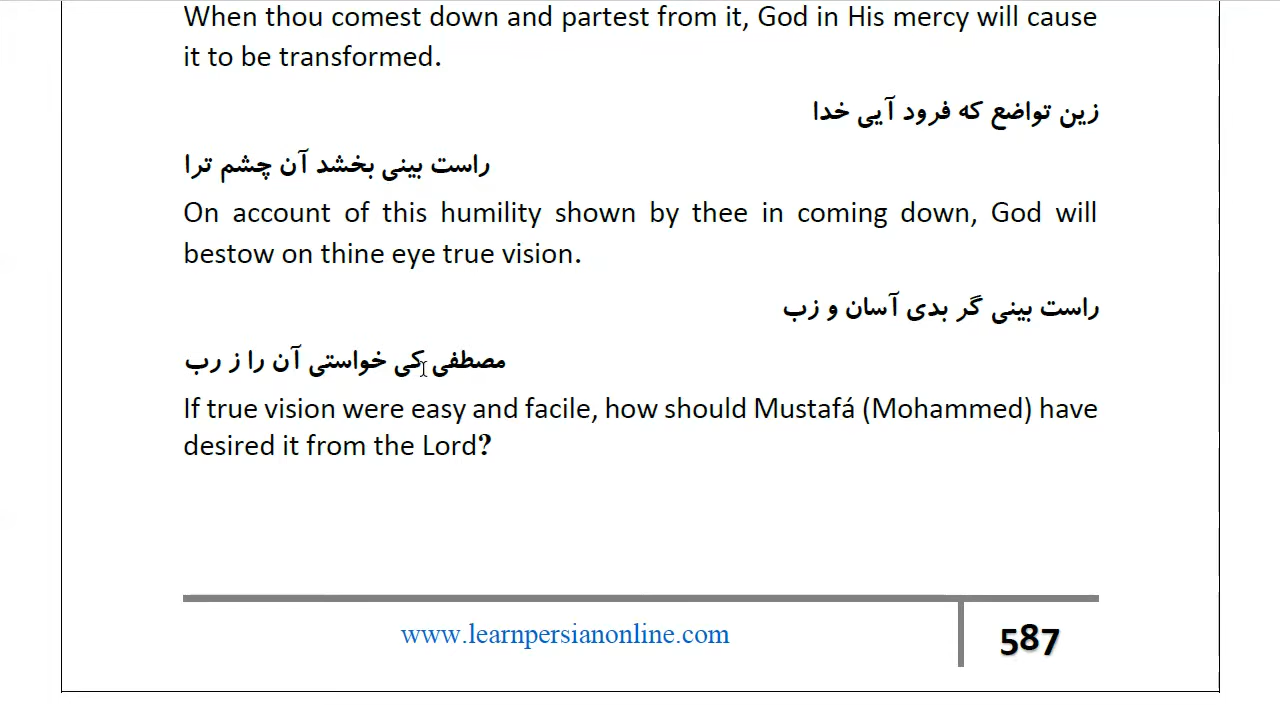 When thou comest down and partest from it, God in His mercy will cause
it to be transformed.
زین تواضع که فرود آیی خدا
راست بینی بخشد آن چشم ترا
On account of this humility shown by thee in coming down, God will
bestow on thine eye true vision.
راست بینی گر بدی آسان و زب
مصطفی کی خواستی آن را ز رب
If true vision were easy and facile, how should Mustafá (Mohammed) have
desired it from the Lord?
www.learnpersianonline.com
587